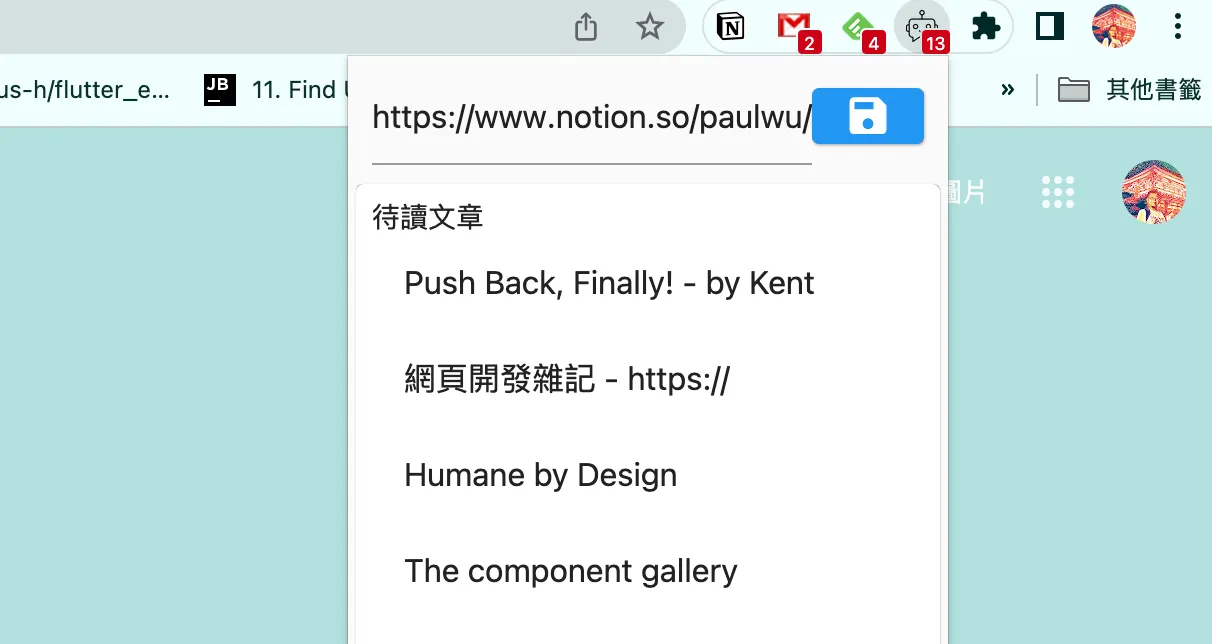 N
2
4
13
us-h/flutter_e...
JB
11. Find
»
其他書籤
https://www.notion.so/paulwu/
圖片
待讀文章
Push Back, Finally! - by Kent
網頁開發雜記 - https://
Humane by Design
The component gallery